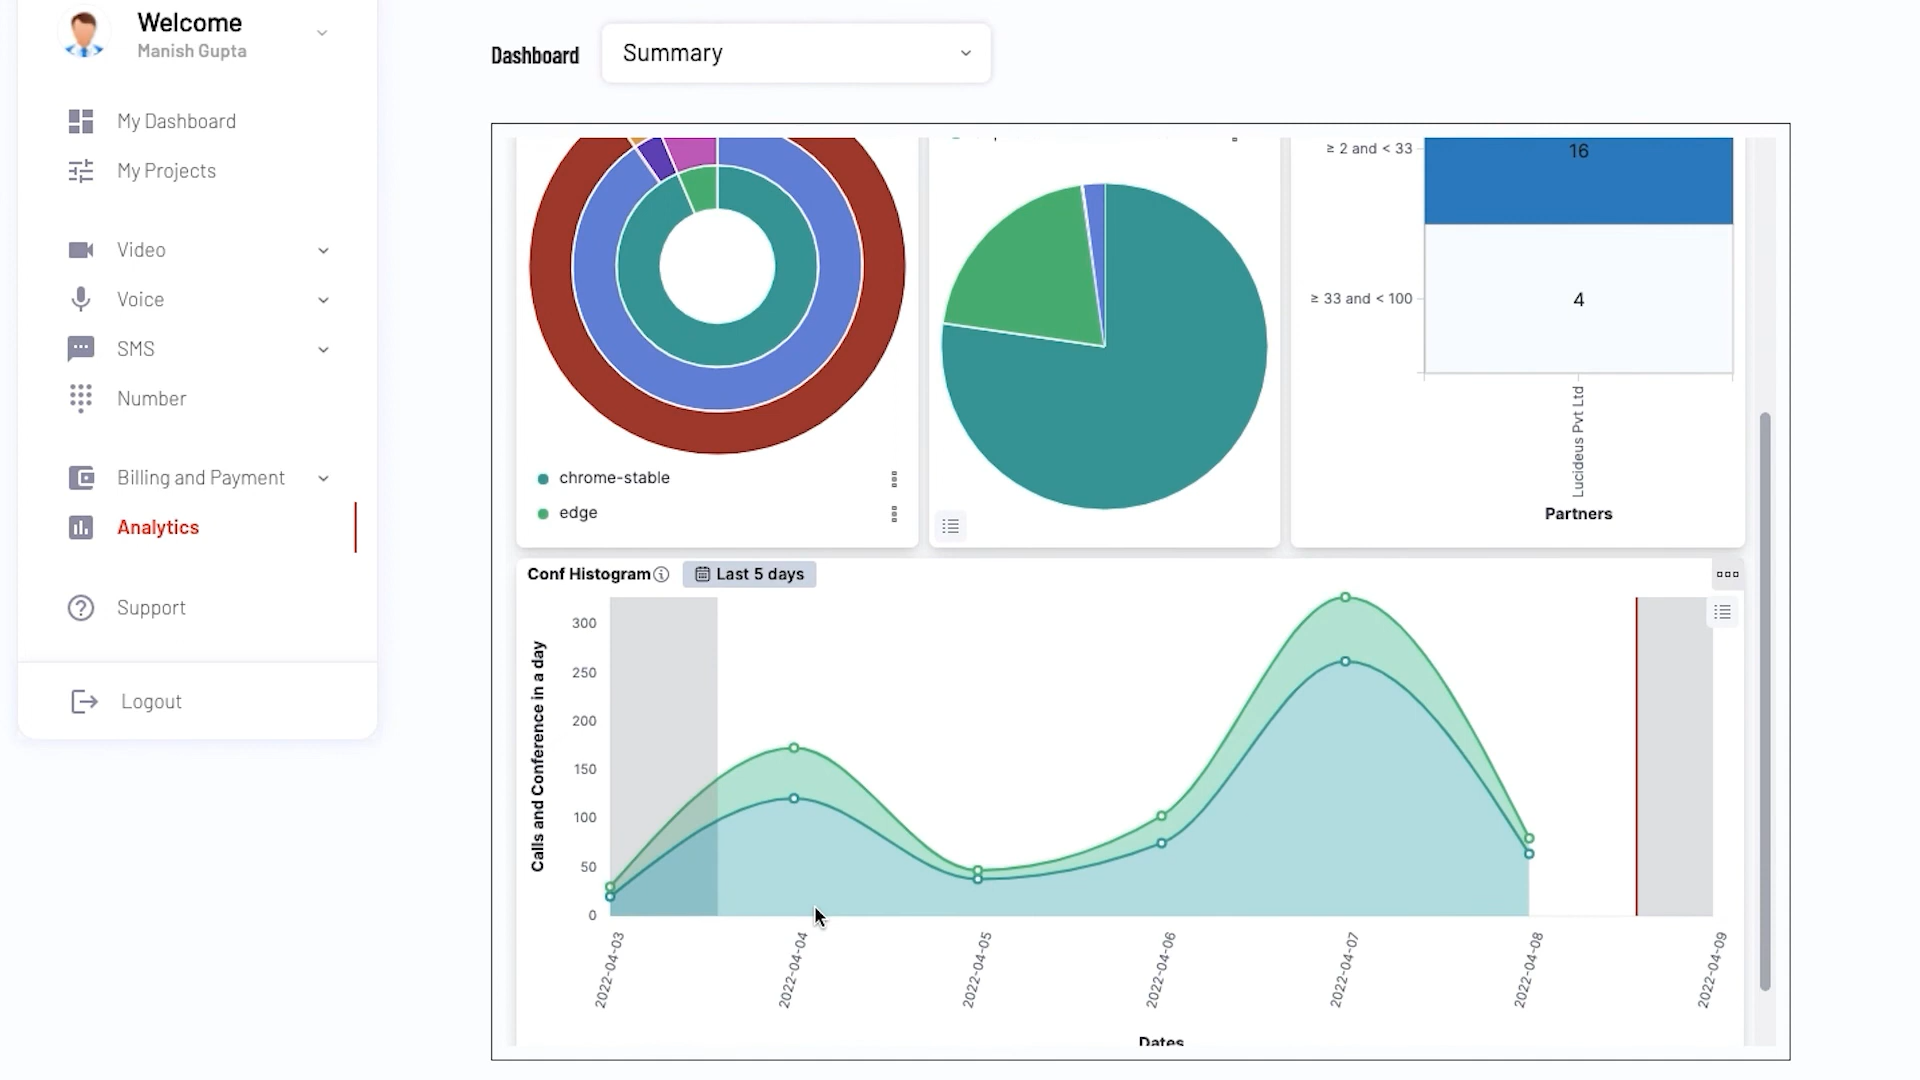 Welcome
Manish Gupta
My Dashboard
My Projects
Video
Voice
SMS
Number
Billing and Payment
Analytics
Support
Logout
Dashboard
Summary
chrome-stable
edge
≥ 2 and < 33
16
≥ 33 and < 100
4
Lucideus Pvt Ltd
Partners
Conf Histogram
Last 5 days
Calls and Conference in a day
300
250
200
150
100
50
0
2022-04-03
2022-04-04
2022-04-05
2022-04-06
2022-04-07
2022-04-08
2022-04-09
Dates